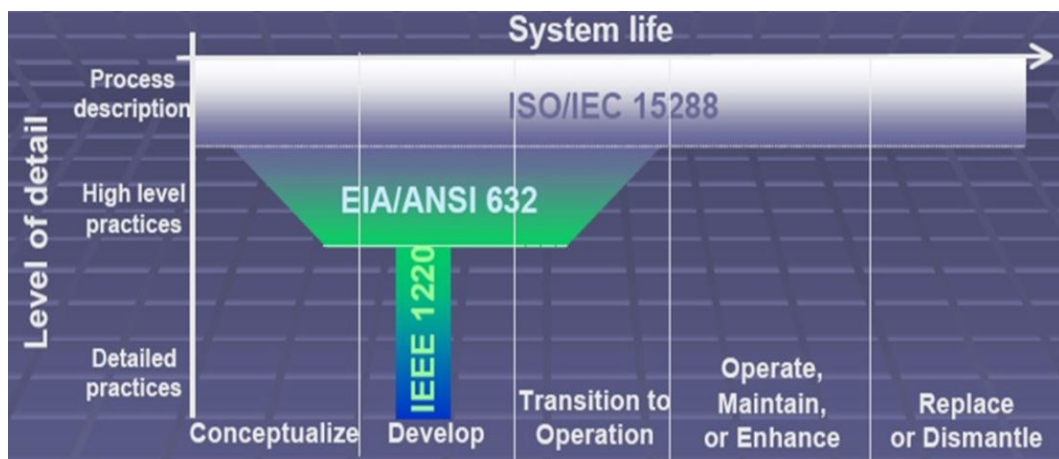 System life
Process
description
ISO/IEC 15288
Level of detail
High level
practices
EIA/ANSI 632
IEEE 1220
Detailed
practices
Conceptualize
Develop
Transition to
Operation
Operate,
Maintain,
or Enhance
Replace
or Dismantle